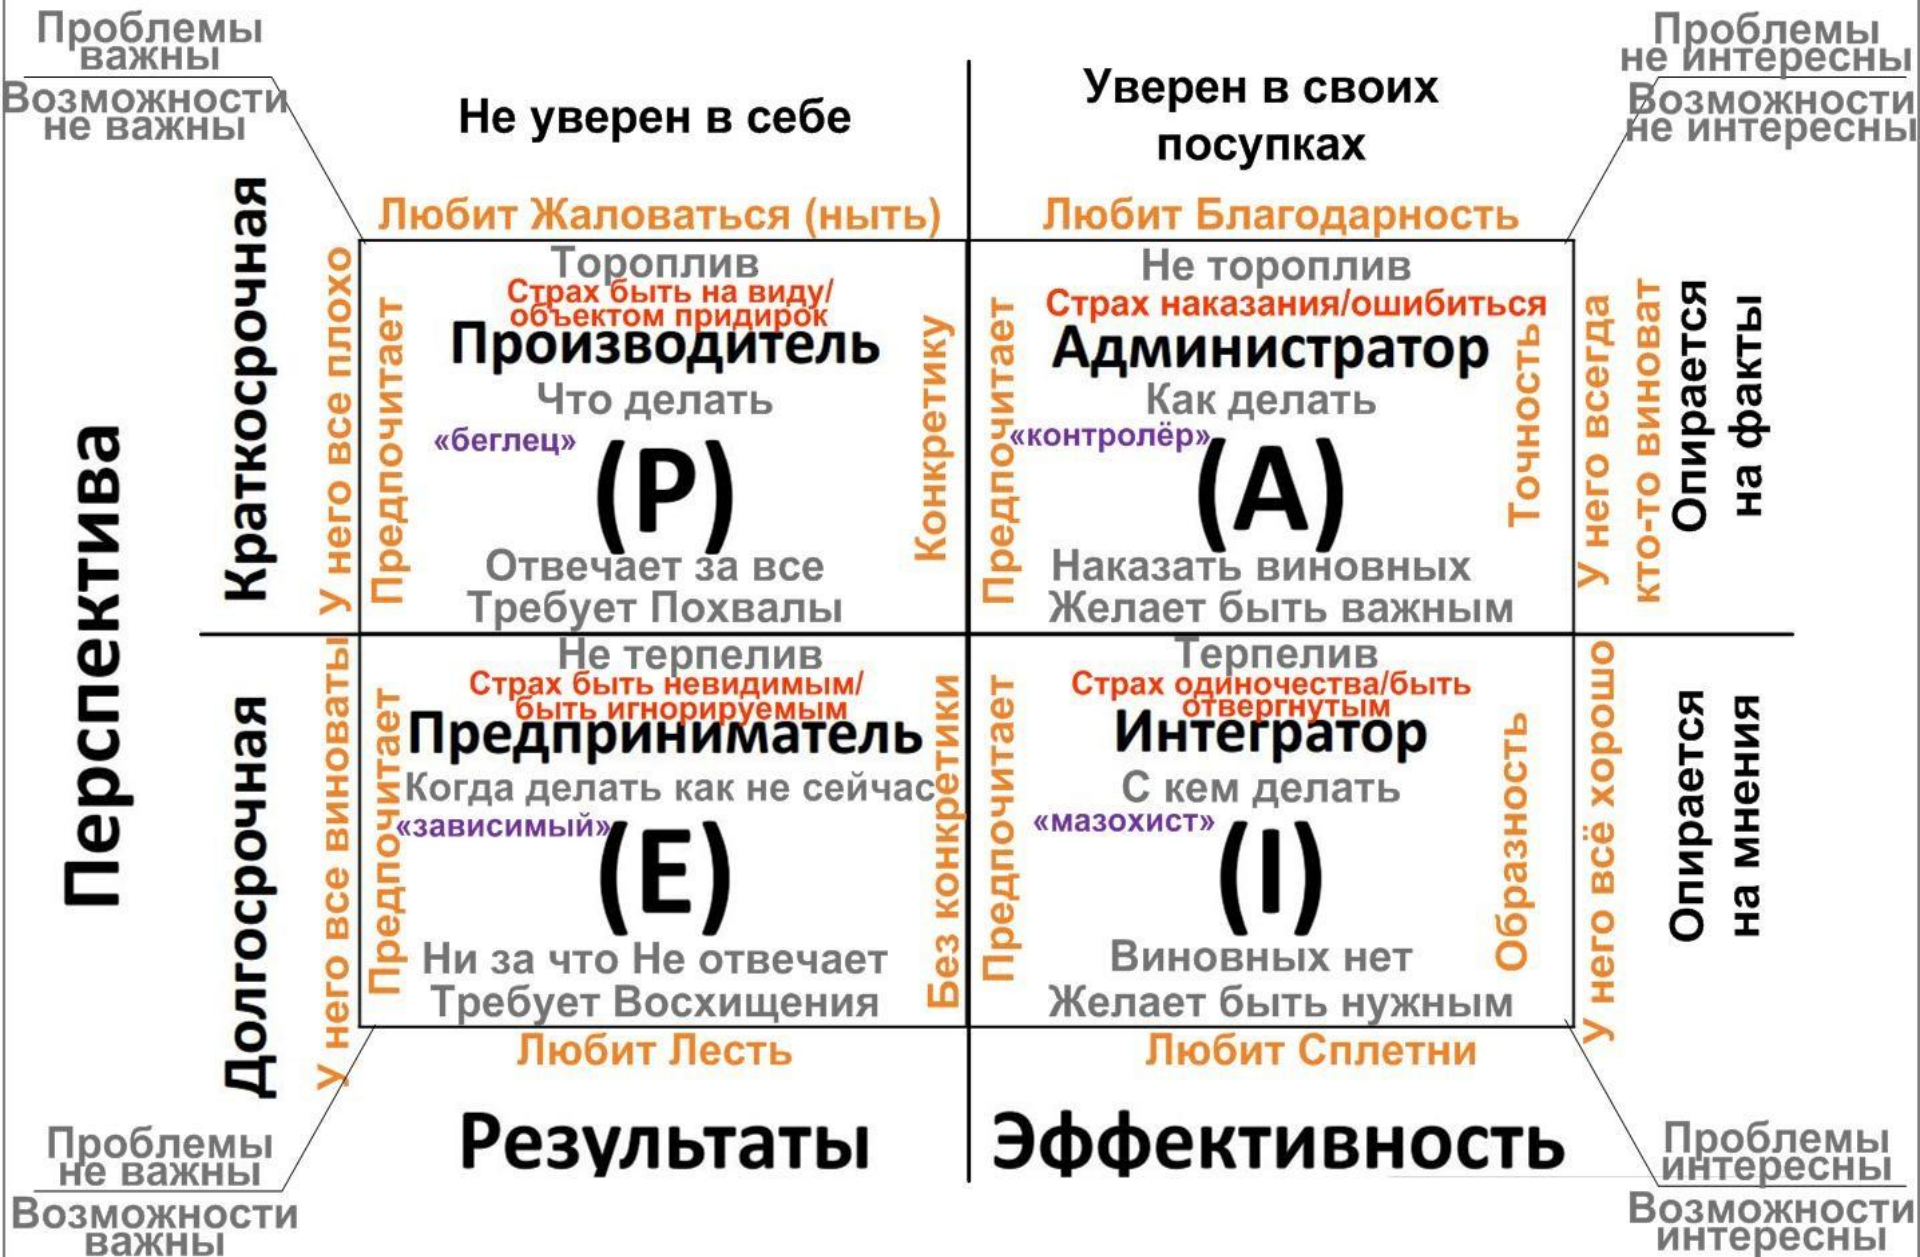 Проблемы
важны
Возможности
не важны
Не уверен в себе
Уверен в своих
посупках
Проблемы
не интересны
Возможности
не интересны
Любит Жаловаться (ныть)
Любит Благодарность
Перспектива
Краткосрочная
У него все плохо
Предпочитает
Тороплив
Страх быть на виду/
объектом придирок
Производитель
Что делать
«беглец»
(P)
Отвечает за все
Требует Похвалы
Конкретику
Предпочитает
Не тороплив
Страх наказания/ошибиться
Администратор
Как делать
«контролёр»
(A)
Наказать виновных
Желает быть важным
Точность
У него всегда
кто-то виноват
Опирается
на факты
Долгосрочная
У него все виноваты
Предпочитает
Не терпелив
Страх быть невидимым/
быть игнорируемым
Предприниматель
Когда делать как не сейчас
«зависимый»
(E)
Ни за что Не отвечает
Требует Восхищения
Без конкретики
Предпочитает
Терпелив
Страх одиночества/быть
отвергнутым
Интегратор
С кем делать
«мазохист»
(I)
Виновных нет
Желает быть нужным
Образность
У него всё хорошо
Опирается
на мнения
Любит Лесть
Любит Сплетни
Результаты
Эффективность
Проблемы
не важны
Возможности
важны
Проблемы
интересны
Возможности
интересны